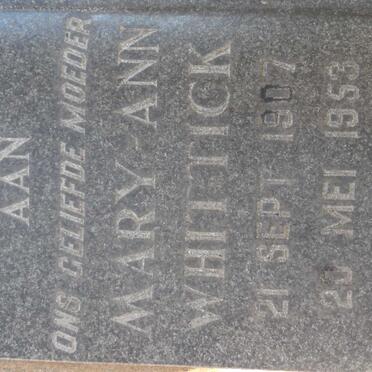 AAN
ONS GELIEFDE MOEDER
MARY-ANN
WHITTICK
21 SEPT 1907
20 MEI 1953